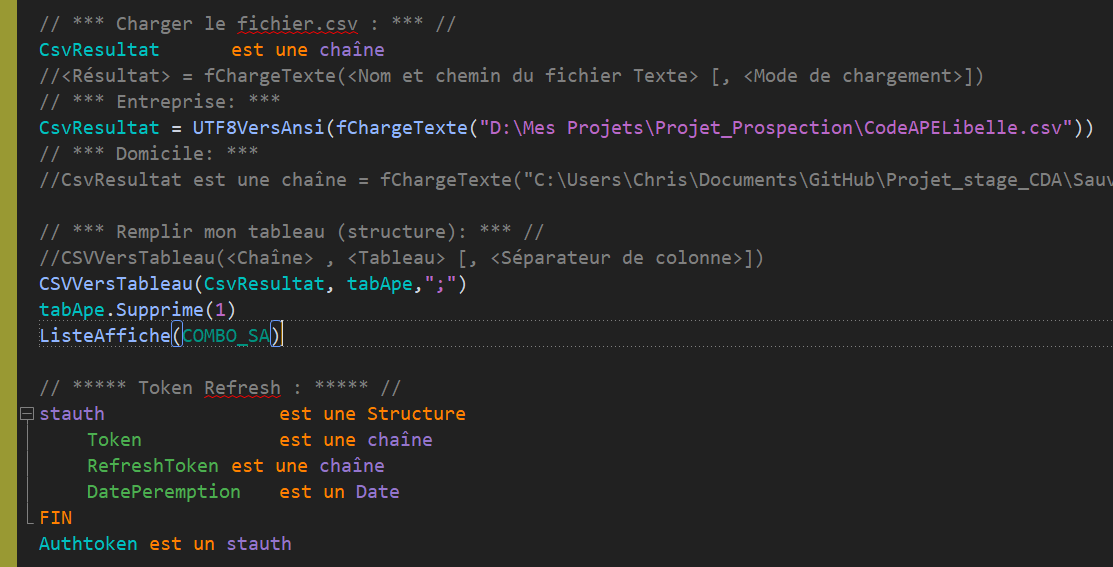 // *** Charger le fichier.csv : *** //
CsvResultat est une chaîne
//<Résultat> = fChargeTexte(<Nom et chemin du fichier Texte> [, <Mode de chargement>])
// *** Entreprise: ***
CsvResultat = UTF8VersAnsi(fChargeTexte("D:\Mes Projets\Projet_Prospection\CodeAPELibelle.csv"))
// *** Domicile: ***
//CsvResultat est une chaîne = fChargeTexte("C:\Users\Chris\Documents\GitHub\Projet_stage_CDA\Sauv
// *** Remplir mon tableau (structure): *** //
//CSVVersTableau(<Chaîne> , <Tableau> [, <Séparateur de colonne>])
CSVVersTableau(CsvResultat, tabApe,";")
tabApe.Supprime(1)
ListeAffiche(COMBO_SA)
// ***** Token Refresh : ***** //
stauth est une Structure
Token est une chaîne
RefreshToken est une chaîne
DatePeremption est un Date
FIN
Authtoken est un stauth